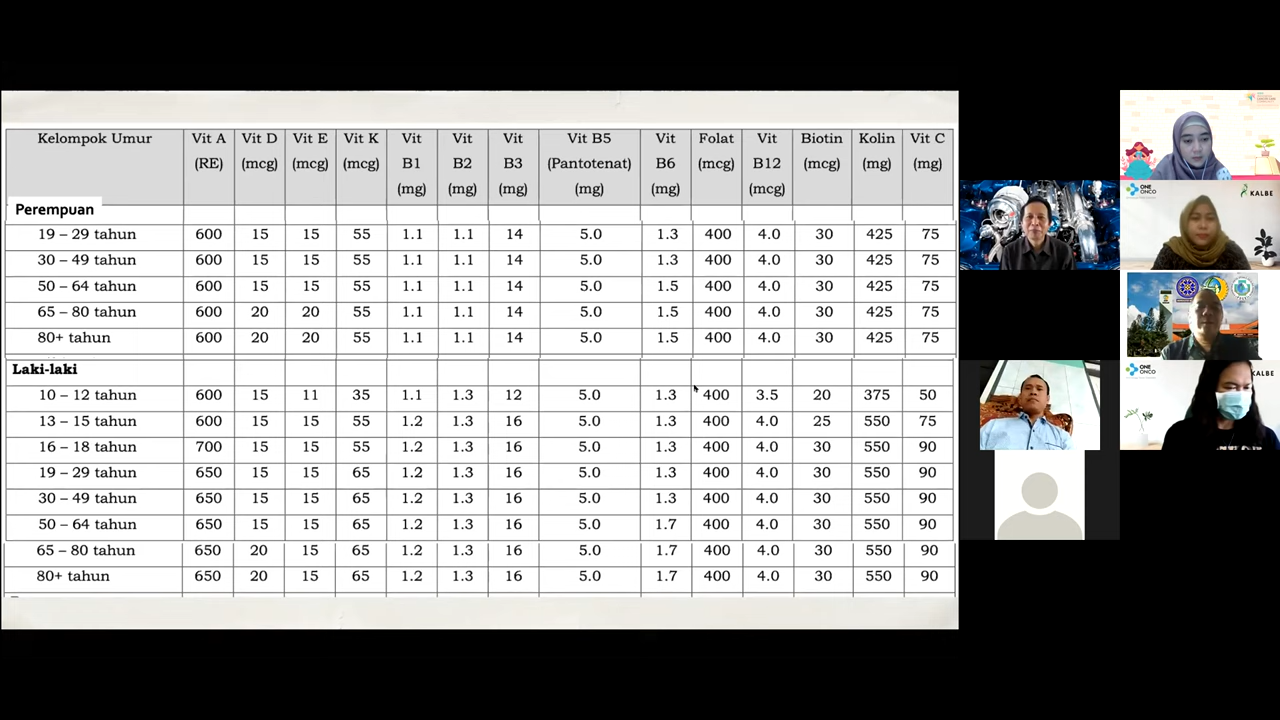 Kelompok Umur Vit A Vit D Vit E Vit K Vit Vit Vit Vit B5 Vit Folat Vit Biotin Kolin Vit C
(RE) (mcg) (mcg) (mcg) B1 B2 B3 (Pantotenat) B6 (mcg) B12 (mcg) (mg) (mg)
(mg) (mg) (mg) (mg) (mg) (mcg)
Perempuan
19 – 29 tahun 600 15 15 55 1.1 1.1 14 5.0 1.3 400 4.0 30 425 75
30 – 49 tahun 600 15 15 55 1.1 1.1 14 5.0 1.3 400 4.0 30 425 75
50 – 64 tahun 600 15 15 55 1.1 1.1 14 5.0 1.5 400 4.0 30 425 75
65 – 80 tahun 600 20 20 55 1.1 1.1 14 5.0 1.5 400 4.0 30 425 75
80+ tahun 600 20 20 55 1.1 1.1 14 5.0 1.5 400 4.0 30 425 75
Laki-laki
10 – 12 tahun 600 15 11 35 1.1 1.3 12 5.0 1.3 400 3.5 20 375 50
13 – 15 tahun 600 15 15 55 1.2 1.3 16 5.0 1.3 400 4.0 25 550 75
16 – 18 tahun 700 15 15 55 1.2 1.3 16 5.0 1.3 400 4.0 30 550 90
19 – 29 tahun 650 15 15 65 1.2 1.3 16 5.0 1.3 400 4.0 30 550 90
30 – 49 tahun 650 15 15 65 1.2 1.3 16 5.0 1.3 400 4.0 30 550 90
50 – 64 tahun 650 15 15 65 1.2 1.3 16 5.0 1.7 400 4.0 30 550 90
65 – 80 tahun 650 20 15 65 1.2 1.3 16 5.0 1.7 400 4.0 30 550 90
80+ tahun 650 20 15 65 1.2 1.3 16 5.0 1.7 400 4.0 30 550 90
ONE
ONCO
KALBE
ONE
ONCO
KALBE